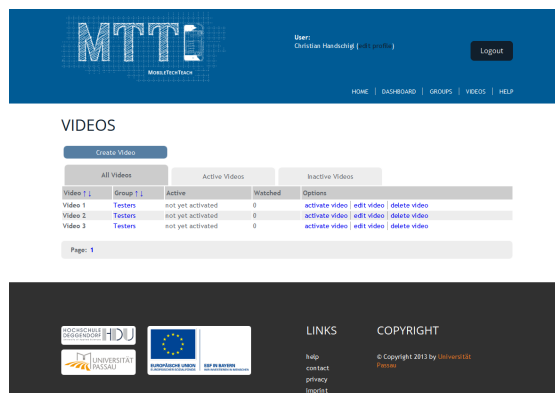 MTT
MobileTechTeach
User:
Christian Handschigl (edit profile)
Logout
HOME | DASHBOARD | GROUPS | VIDEOS | HELP
VIDEOS
Create Video
All Videos Active Videos Inactive Videos
Video ↑↓ Group ↑↓ Active Watched Options
Video 1 Testers not yet activated 0 activate video | edit video | delete video
Video 2 Testers not yet activated 0 activate video | edit video | delete video
Video 3 Testers not yet activated 0 activate video | edit video | delete video
Page: 1
HOCHSCHULE
DEGGENDORF HDU
UNIVERSITÄT
PASSAU
EUROPÄISCHE UNION
EUROPÄISCHER SOZIALFONDS
ESF IN BAYERN
LINKS
help
contact
privacy
Imprint
COPYRIGHT
© Copyright 2013 by Universität
Passau